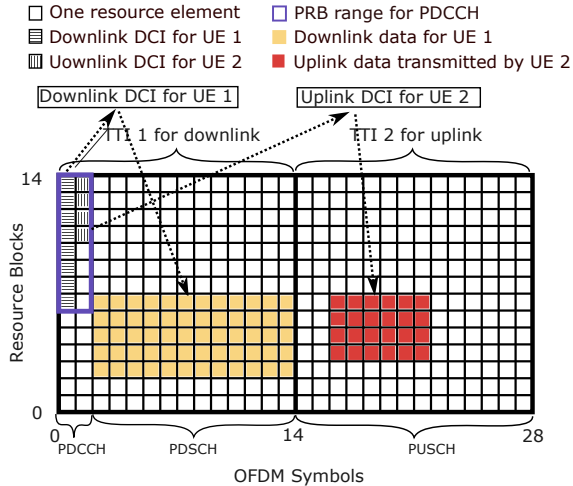 One resource element
PRB range for PDCCH
Downlink DCI for UE 1
Downlink data for UE 1
Uownlink DCI for UE 2
Uplink data transmitted by UE 2
Downlink DCI for UE 1
Uplink DCI for UE 2
TTI 1 for downlink
TTI 2 for uplink
14
Resource Blocks
0
0
14
28
PDCCH
PDSCH
PUSCH
OFDM Symbols